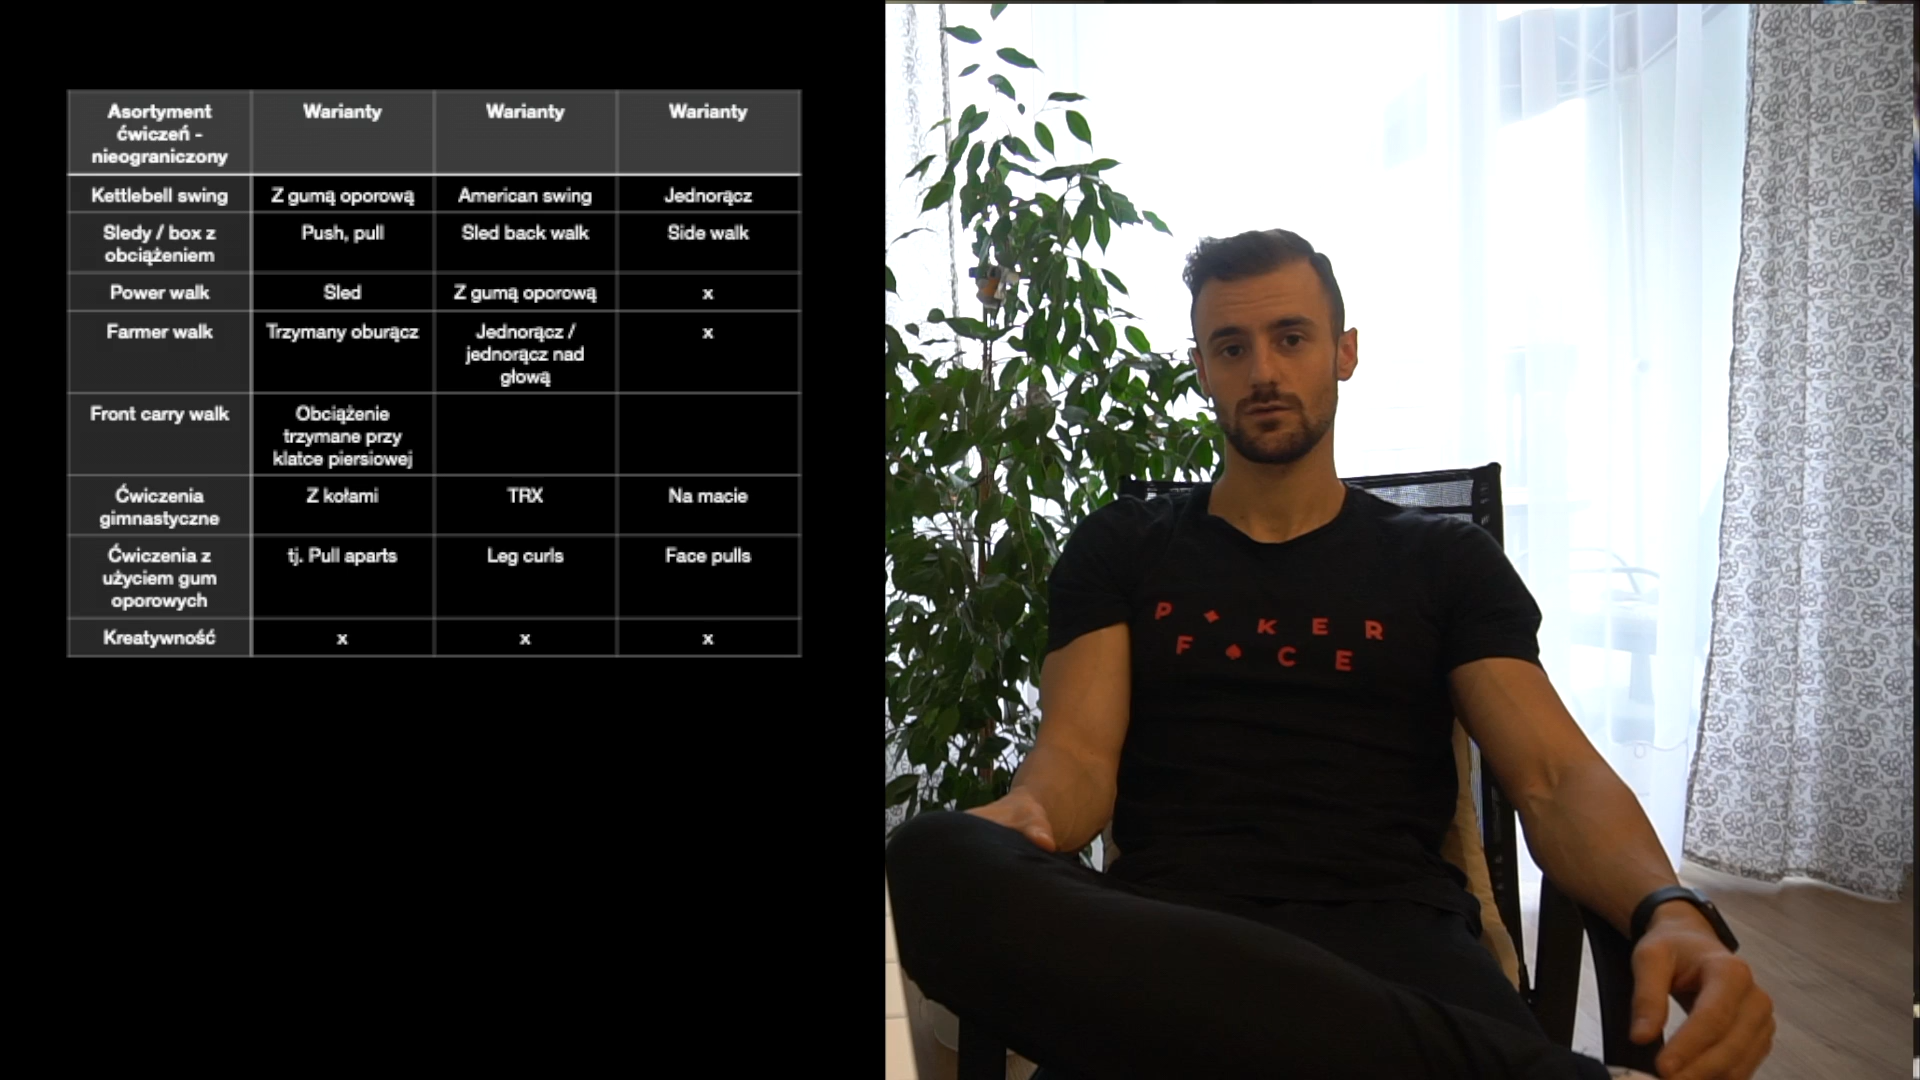 Asortyment
ćwiczeń -
nieograniczony
Warianty
Warianty
Warianty
Kettlebell swing
Z gumą oporową
American swing
Jednorącz
Sledy / box z
obciążeniem
Push, pull
Sled back walk
Side walk
Power walk
Sled
Z gumą oporową
x
Farmer walk
Trzymany oburącz
Jednorącz /
jednorącz nad
głową
x
Front carry walk
Obciążenie
trzymane przy
klatce piersiowej
Ćwiczenia
gimnastyczne
Z kołami
TRX
Na macie
Ćwiczenia z
użyciem gum
oporowych
tj. Pull aparts
Leg curls
Face pulls
Kreatywność
x
x
x
P♦KER
F♠CE